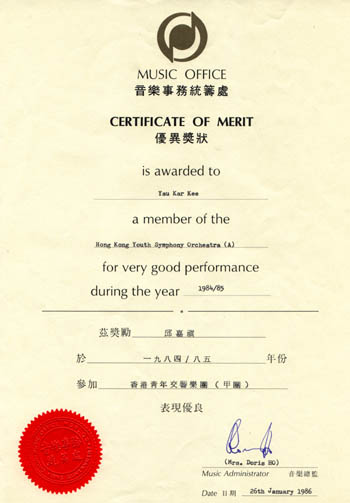 MUSIC OFFICE
音樂事務統籌處
CERTIFICATE OF MERIT
優異獎狀
is awarded to
Yau Kar Kee
a member of the
Hong Kong Youth Symphony Orchestra (A)
for very good performance
during the year 1984/85
茲獎勵 邱嘉祺
於 一九八四/八五 年份
參加 香港青年交響樂團(甲團)
表現優良
(Mrs. Doris HO)
Music Administrator 音樂總監
Date 日期 26th January 1986